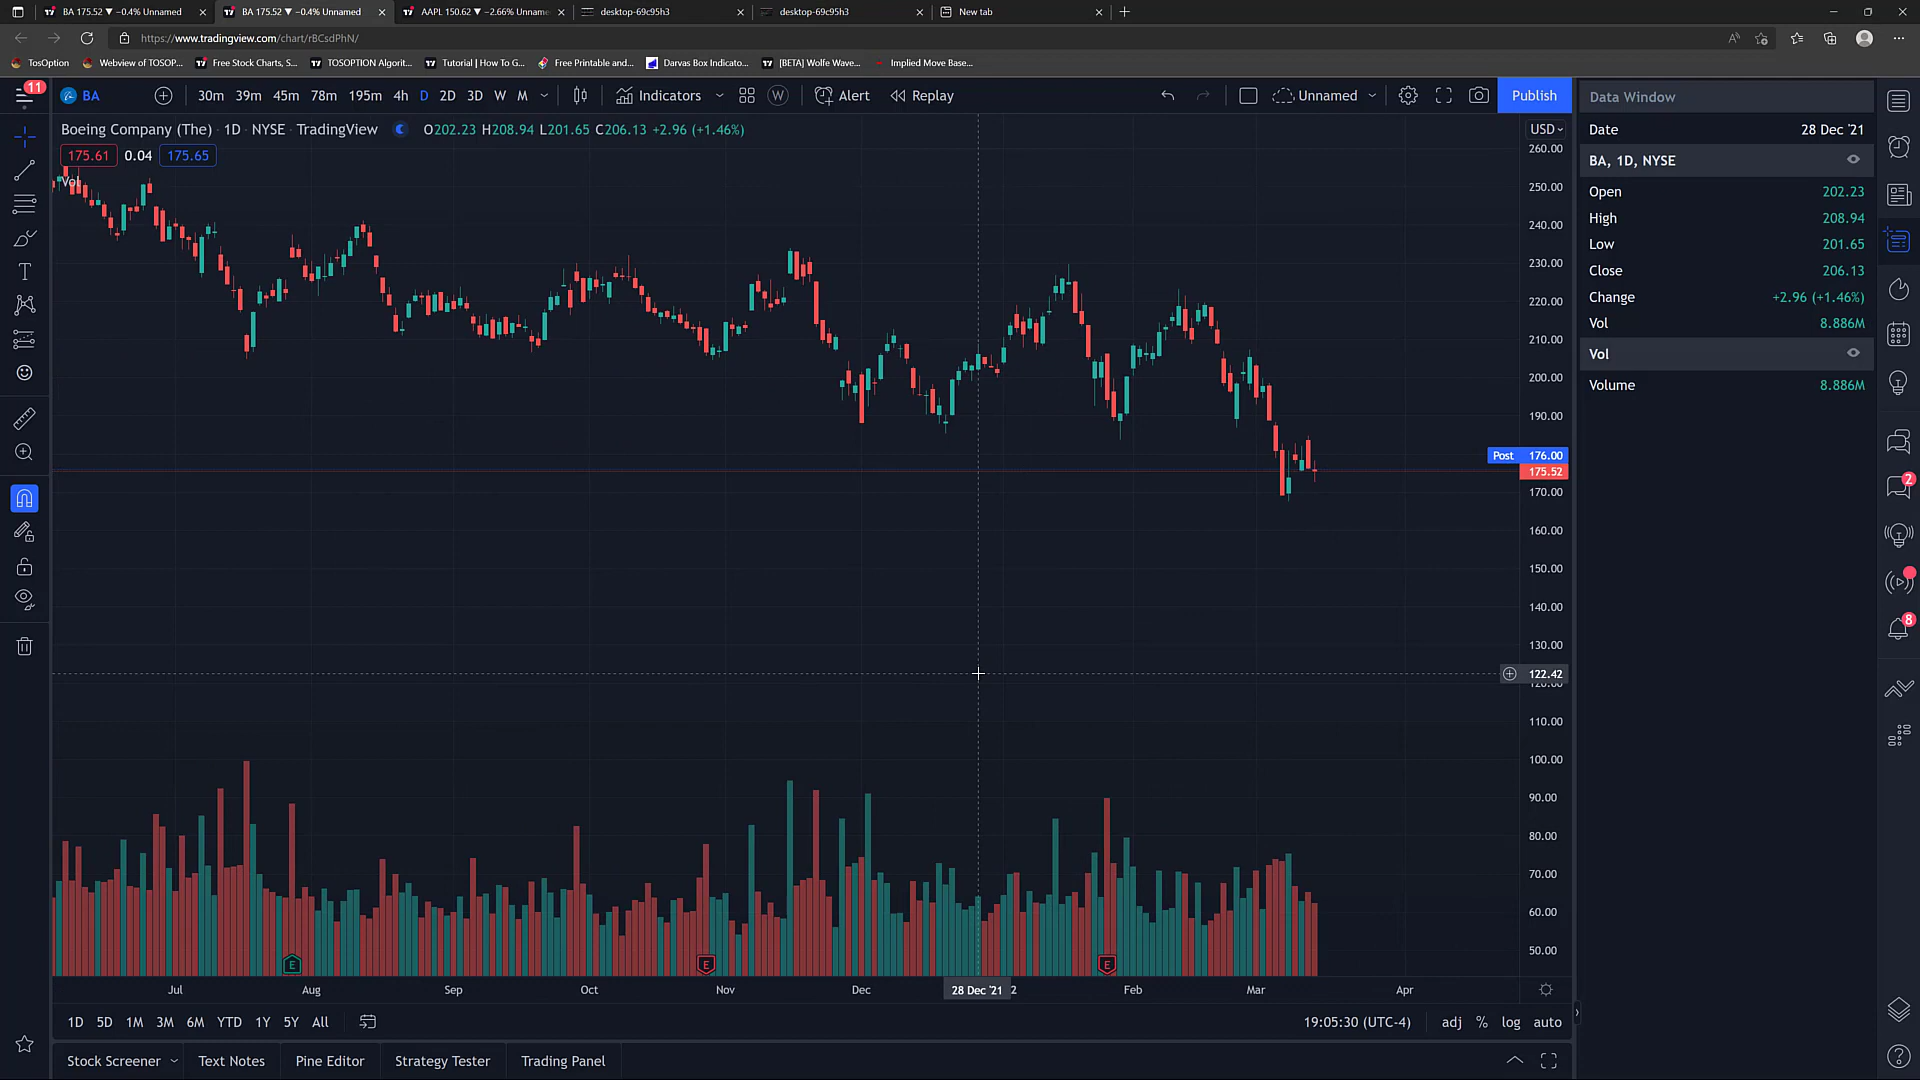 BA 175.52 ▼ −0.4% Unnamed
BA 175.52 ▼ −0.4% Unnamed
AAPL 150.62 ▼ −2.66% Unname
desktop-69c95h3
desktop-69c95h3
New tab
https://www.tradingview.com/chart/rBCsdPhN/
TosOption
Webview of TOSOP...
Free Stock Charts, S...
TOSOPTION Algorit...
Tutorial | How To G...
Free Printable and...
Darvas Box Indicato...
[BETA] Wolfe Wave...
Implied Move Base...
11
BA
30m 39m 45m 78m 195m 4h D 2D 3D W M
Indicators
W
Alert
Replay
Unnamed
Publish
Boeing Company (The) · 1D · NYSE · TradingView
O202.23 H208.94 L201.65 C206.13 +2.96 (+1.46%)
175.61 0.04 175.65
Vol
USD
260.00
250.00
240.00
230.00
220.00
210.00
200.00
190.00
Post 176.00
175.52
170.00
160.00
150.00
140.00
130.00
122.42
120.00
110.00
100.00
90.00
80.00
70.00
60.00
50.00
E
E
E
Jul Aug Sep Oct Nov Dec 28 Dec '21 2 Feb Mar Apr
1D 5D 1M 3M 6M YTD 1Y 5Y All
19:05:30 (UTC-4)
adj % log auto
Stock Screener
Text Notes
Pine Editor
Strategy Tester
Trading Panel
Data Window
Date 28 Dec '21
BA, 1D, NYSE
Open 202.23
High 208.94
Low 201.65
Close 206.13
Change +2.96 (+1.46%)
Vol 8.886M
Vol
Volume 8.886M
2
8